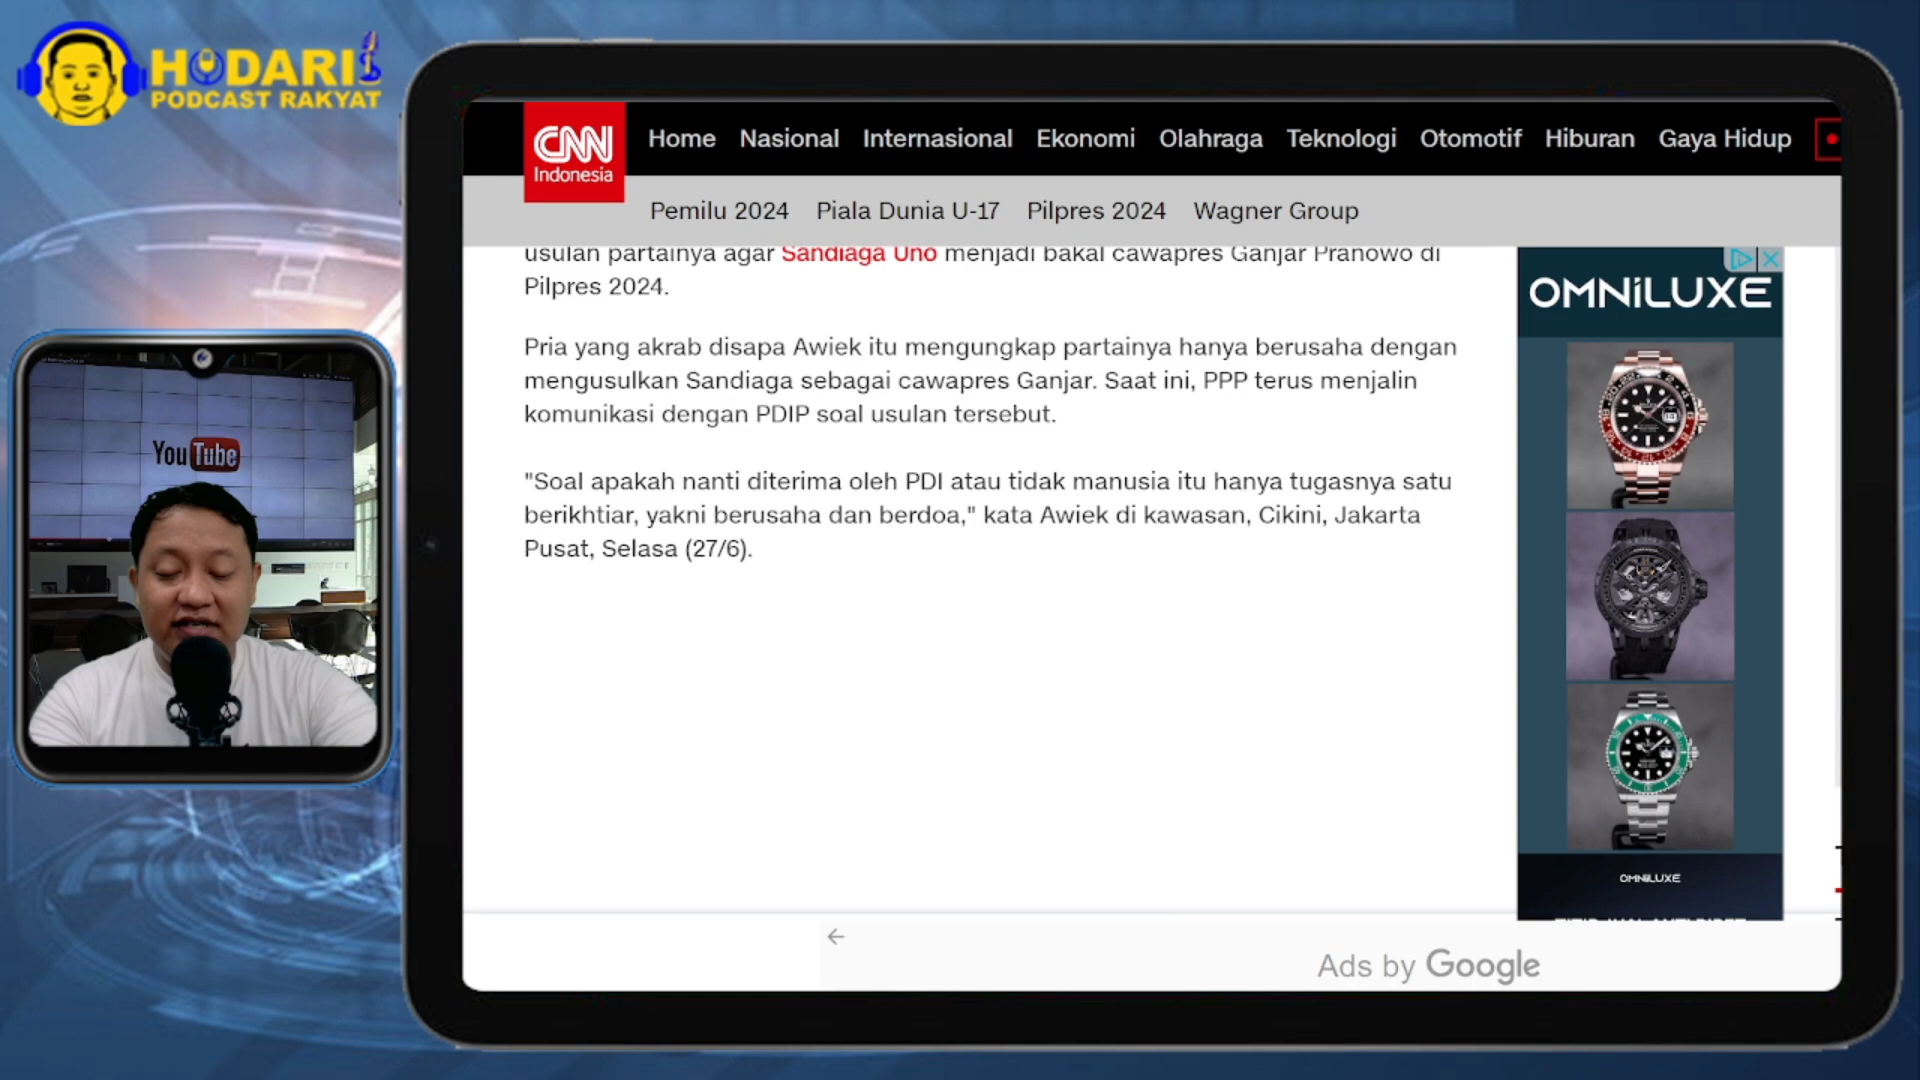 HODARI
PODCAST RAKYAT
YouTube
CNN
Indonesia
Home Nasional Internasional Ekonomi Olahraga Teknologi Otomotif Hiburan Gaya Hidup
Pemilu 2024 Piala Dunia U-17 Pilpres 2024 Wagner Group
usulan partainya agar Sandiaga Uno menjadi bakal cawapres Ganjar Pranowo di
Pilpres 2024.
Pria yang akrab disapa Awiek itu mengungkap partainya hanya berusaha dengan
mengusulkan Sandiaga sebagai cawapres Ganjar. Saat ini, PPP terus menjalin
komunikasi dengan PDIP soal usulan tersebut.
"Soal apakah nanti diterima oleh PDI atau tidak manusia itu hanya tugasnya satu
berikhtiar, yakni berusaha dan berdoa," kata Awiek di kawasan, Cikini, Jakarta
Pusat, Selasa (27/6).
OMNiLUXE
OMNiLUXE
Ads by Google